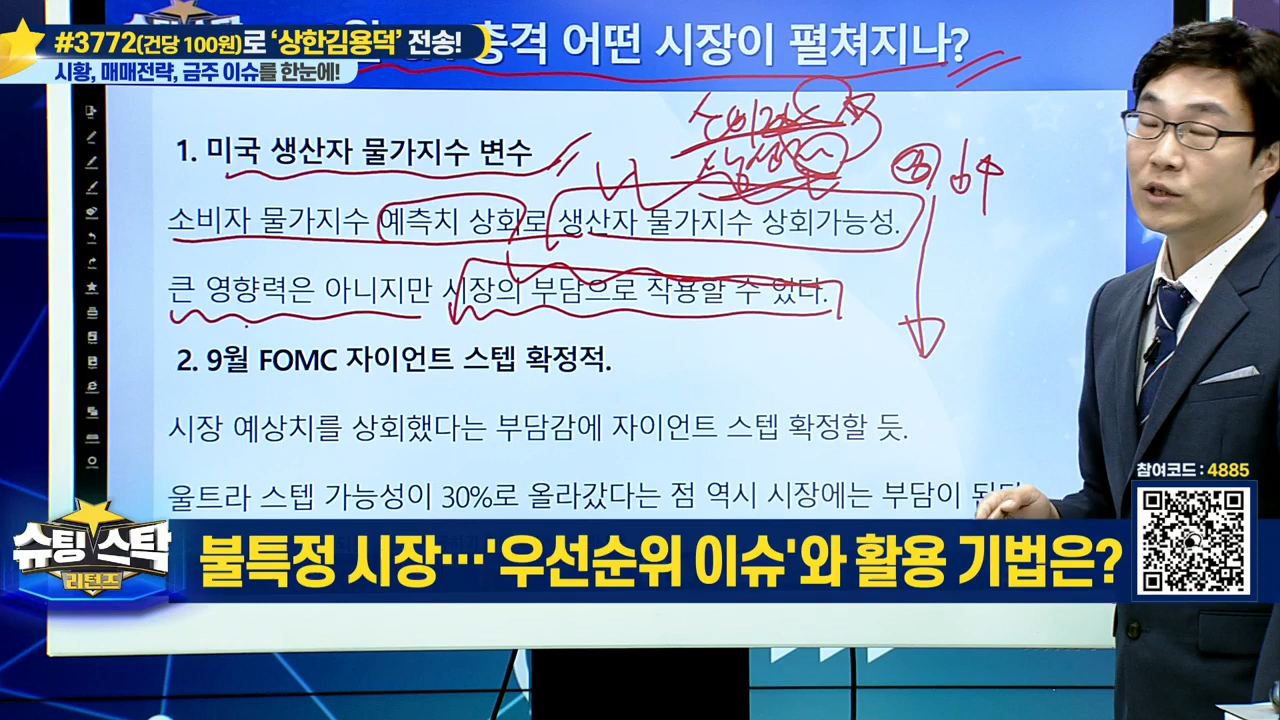 #3772(건당 100원)로 '상한김용덕' 전송!
시황, 매매전략, 금주 이슈를 한눈에!
충격 어떤 시장이 펼쳐지나?
1. 미국 생산자 물가지수 변수
소비자 물가지수 예측치 상회로 생산자 물가지수 상회가능성.
큰 영향력은 아니지만 시장의 부담으로 작용할 수 있다.
2. 9월 FOMC 자이언트 스텝 확정적.
시장 예상치를 상회했다는 부담감에 자이언트 스텝 확정할 듯.
울트라 스텝 가능성이 30%로 올라갔다는 점 역시 시장에는 부담이
참여코드 : 4885
슈팅스탁
리턴즈
불특정 시장…'우선순위 이슈'와 활용 기법은?